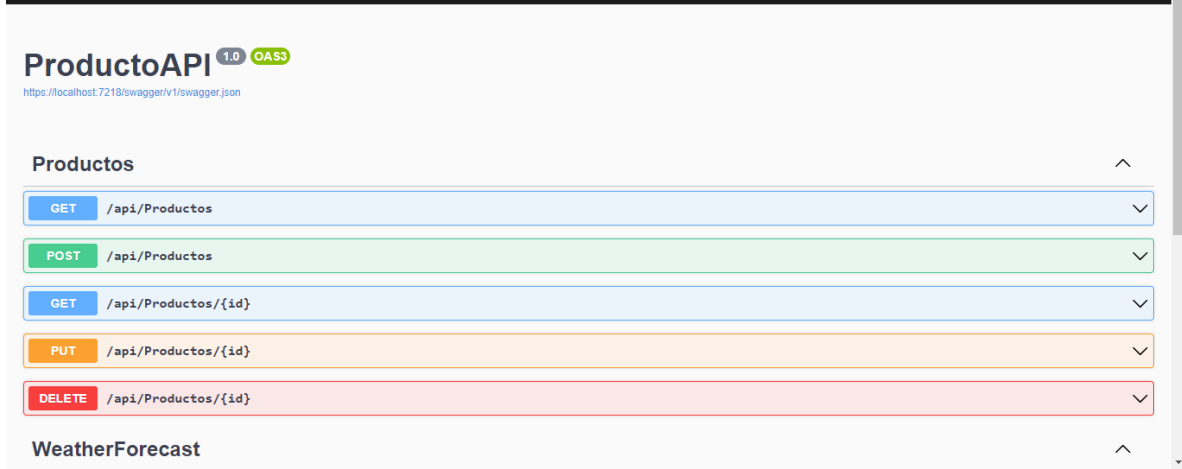 ProductoAPI 1.0 OAS3
https://localhost:7218/swagger/v1/swagger.json
Productos
GET /api/Productos
POST /api/Productos
GET /api/Productos/{id}
PUT /api/Productos/{id}
DELETE /api/Productos/{id}
WeatherForecast